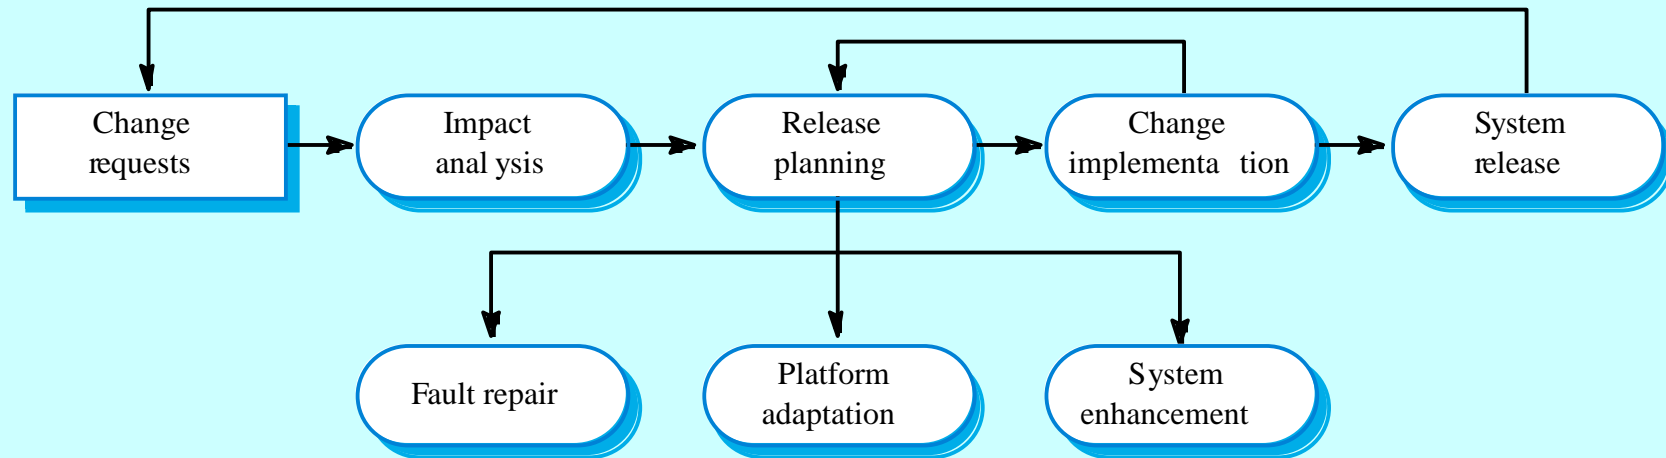 Change
requests
Impact
anal ysis
Release
planning
Change
implementa tion
System
release
Fault repair
Platform
adaptation
System
enhancement